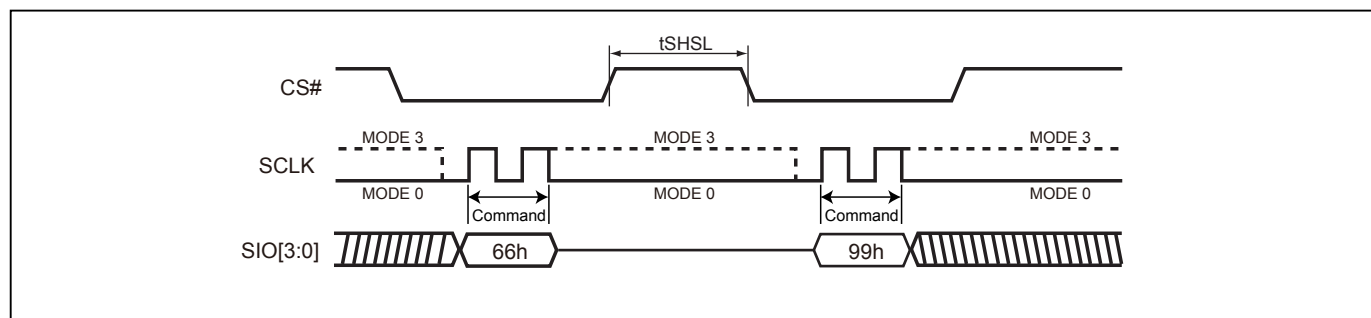 tSHSL
CS#
MODE 3 MODE 3 MODE 3
SCLK
MODE 0 MODE 0 MODE 0
Command Command
SIO[3:0] 66h 99h